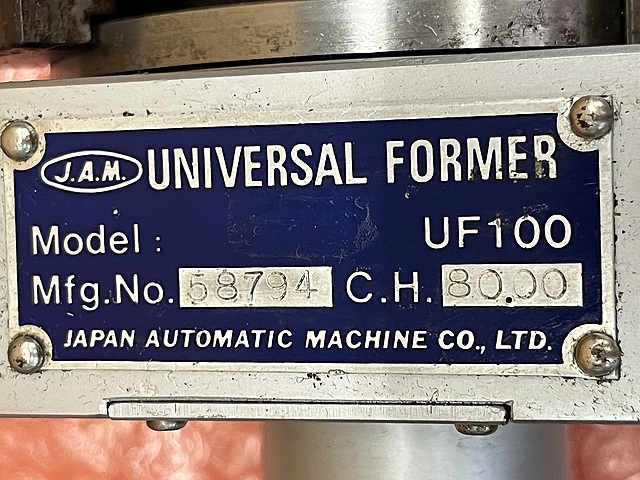 J.A.M. UNIVERSAL FORMER
Model : UF100
Mfg.No. 58794 C.H. 80.00
JAPAN AUTOMATIC MACHINE CO., LTD.